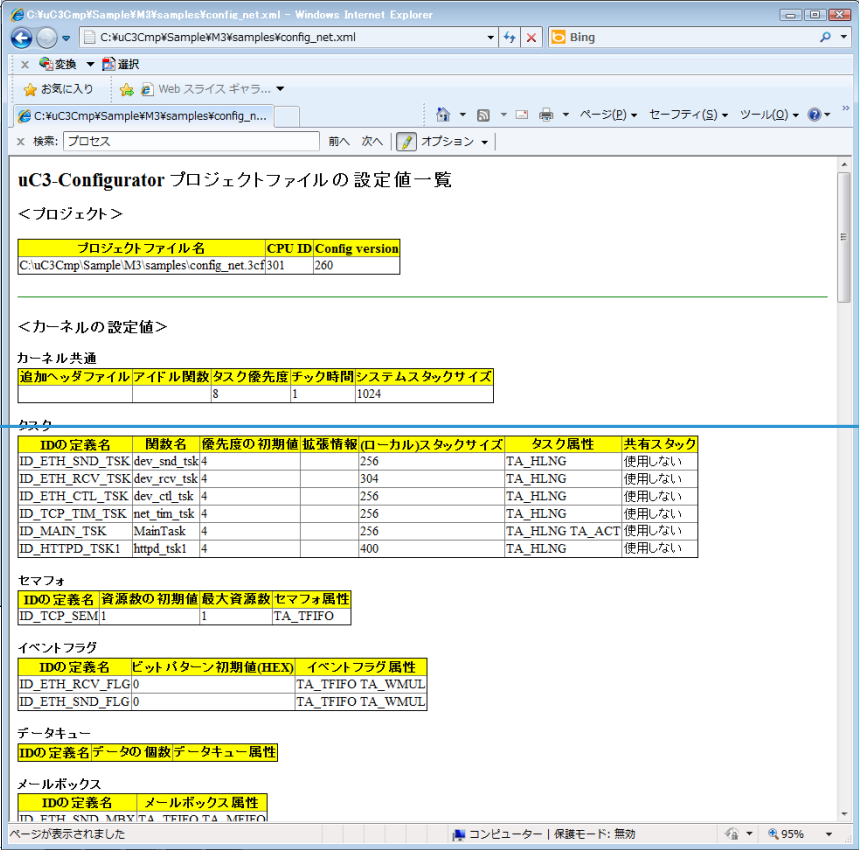 C:¥uC3Cmp¥Sample¥M3¥samples¥config_net.xml - Windows Internet Explorer
C:¥uC3Cmp¥Sample¥M3¥samples¥config_net.xml
Bing
x 変換 ▼ 選択
お気に入り Web スライス ギャラ... ▼
C:¥uC3Cmp¥Sample¥M3¥samples¥config_n...
ページ(P) ▼ セーフティ(S) ▼ ツール(O) ▼ »
x 検索: プロセス 前へ 次へ オプション ▼
uC3-Configurator プロジェクトファイルの設定値一覧
＜プロジェクト＞
プロジェクトファイル名 CPU ID Config version
C:\uC3Cmp\Sample\M3\samples\config_net.3cf 301 260
＜カーネルの設定値＞
カーネル共通
追加ヘッダファイル アイドル関数 タスク優先度 チック時間 システムスタックサイズ
8 1 1024
タスク
IDの定義名 関数名 優先度の初期値 拡張情報 (ローカル)スタックサイズ タスク属性 共有スタック
ID_ETH_SND_TSK dev_snd_tsk 4 256 TA_HLNG 使用しない
ID_ETH_RCV_TSK dev_rcv_tsk 4 304 TA_HLNG 使用しない
ID_ETH_CTL_TSK dev_ctl_tsk 4 256 TA_HLNG 使用しない
ID_TCP_TIM_TSK net_tim_tsk 4 256 TA_HLNG 使用しない
ID_MAIN_TSK MainTask 4 256 TA_HLNG TA_ACT 使用しない
ID_HTTPD_TSK1 httpd_tsk1 4 400 TA_HLNG 使用しない
セマフォ
IDの定義名 資源数の初期値 最大資源数 セマフォ属性
ID_TCP_SEM 1 1 TA_TFIFO
イベントフラグ
IDの定義名 ビットパターン初期値(HEX) イベントフラグ属性
ID_ETH_RCV_FLG 0 TA_TFIFO TA_WMUL
ID_ETH_SND_FLG 0 TA_TFIFO TA_WMUL
データキュー
IDの定義名 データの個数 データキュー属性
メールボックス
IDの定義名 メールボックス属性
ID_ETH_SND_MBX TA_TFIFO TA_MFIFO
ページが表示されました コンピューター | 保護モード: 無効 95%